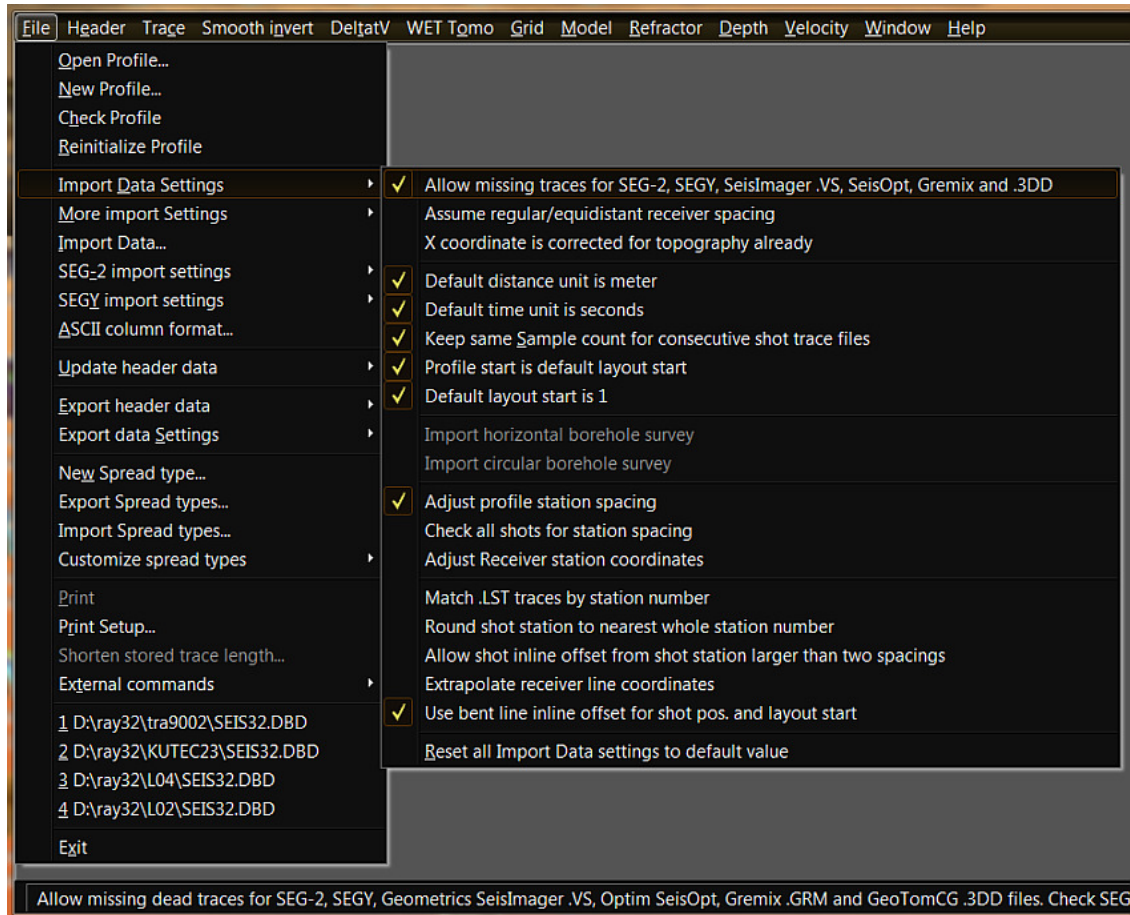 File Header Trace Smooth invert DeltatV WET Tomo Grid Model Refractor Depth Velocity Window Help
Open Profile...
New Profile...
Check Profile
Reinitialize Profile
Import Data Settings
More import Settings
Import Data...
SEG-2 import settings
SEGY import settings
ASCII column format...
Update header data
Export header data
Export data Settings
New Spread type...
Export Spread types...
Import Spread types...
Customize spread types
Print
Print Setup...
Shorten stored trace length...
External commands
1 D:\ray32\tra9002\SEIS32.DBD
2 D:\ray32\KUTEC23\SEIS32.DBD
3 D:\ray32\L04\SEIS32.DBD
4 D:\ray32\L02\SEIS32.DBD
Exit
Allow missing traces for SEG-2, SEGY, SeisImager .VS, SeisOpt, Gremix and .3DD
Assume regular/equidistant receiver spacing
X coordinate is corrected for topography already
Default distance unit is meter
Default time unit is seconds
Keep same Sample count for consecutive shot trace files
Profile start is default layout start
Default layout start is 1
Import horizontal borehole survey
Import circular borehole survey
Adjust profile station spacing
Check all shots for station spacing
Adjust Receiver station coordinates
Match .LST traces by station number
Round shot station to nearest whole station number
Allow shot inline offset from shot station larger than two spacings
Extrapolate receiver line coordinates
Use bent line inline offset for shot pos. and layout start
Reset all Import Data settings to default value
Allow missing dead traces for SEG-2, SEGY, Geometrics SeisImager .VS, Optim SeisOpt, Gremix .GRM and GeoTomCG .3DD files. Check SEG